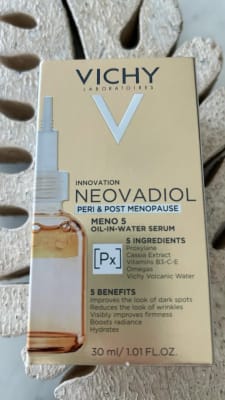 VICHY
LABORATOIRES
INNOVATION
NEOVADIOL
PERI & POST MENOPAUSE
MENO 5
OIL-IN-WATER SERUM
[Px]
5 INGREDIENTS
Proxylane
Cassia Extract
Vitamins B3-C-E
Omegas
Vichy Volcanic Water
5 BENEFITS
Improves the look of dark spots
Reduces the look of wrinkles
Visibly improves firmness
Boosts radiance
Hydrates
30 ml/1.01 FL.OZ.